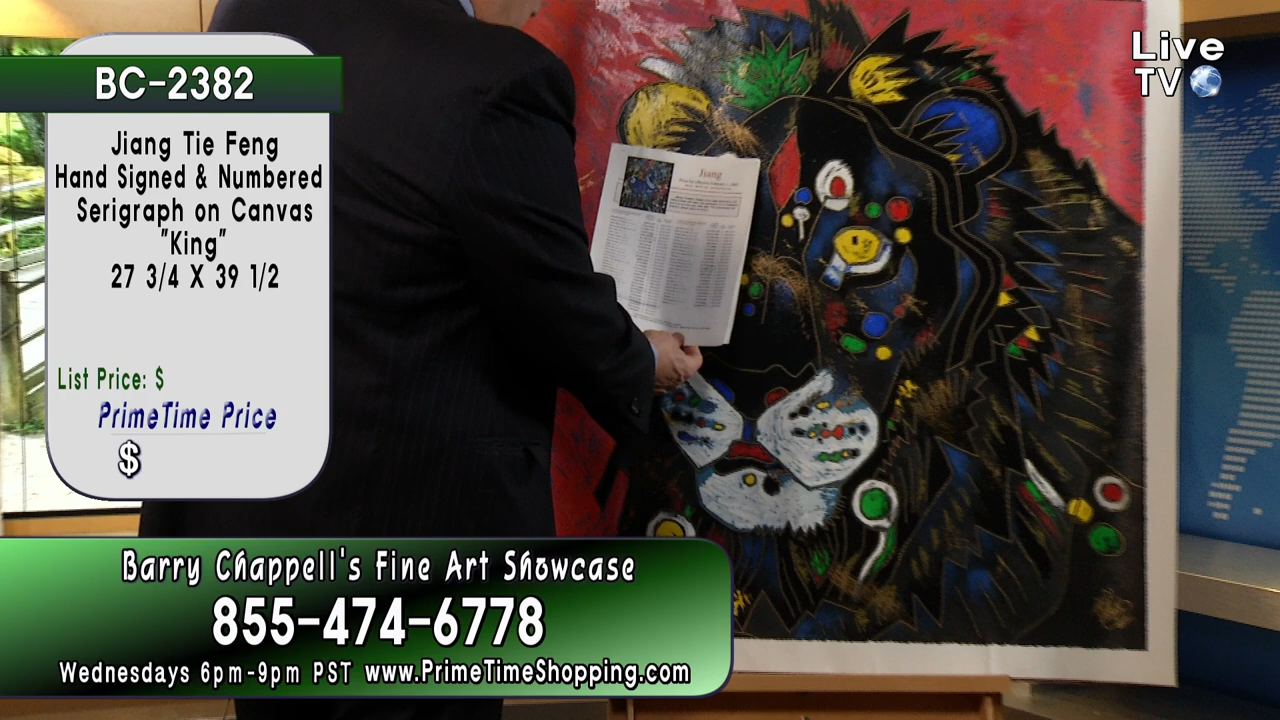 BC-2382
Jiang Tie Feng
Hand Signed & Numbered
Serigraph on Canvas
"King"
27 3/4 X 39 1/2
List Price: $
PrimeTime Price
$
Live
TV
Jiang
Barry Chappell's Fine Art Showcase
855-474-6778
Wednesdays 6pm-9pm PST www.PrimeTimeShopping.com